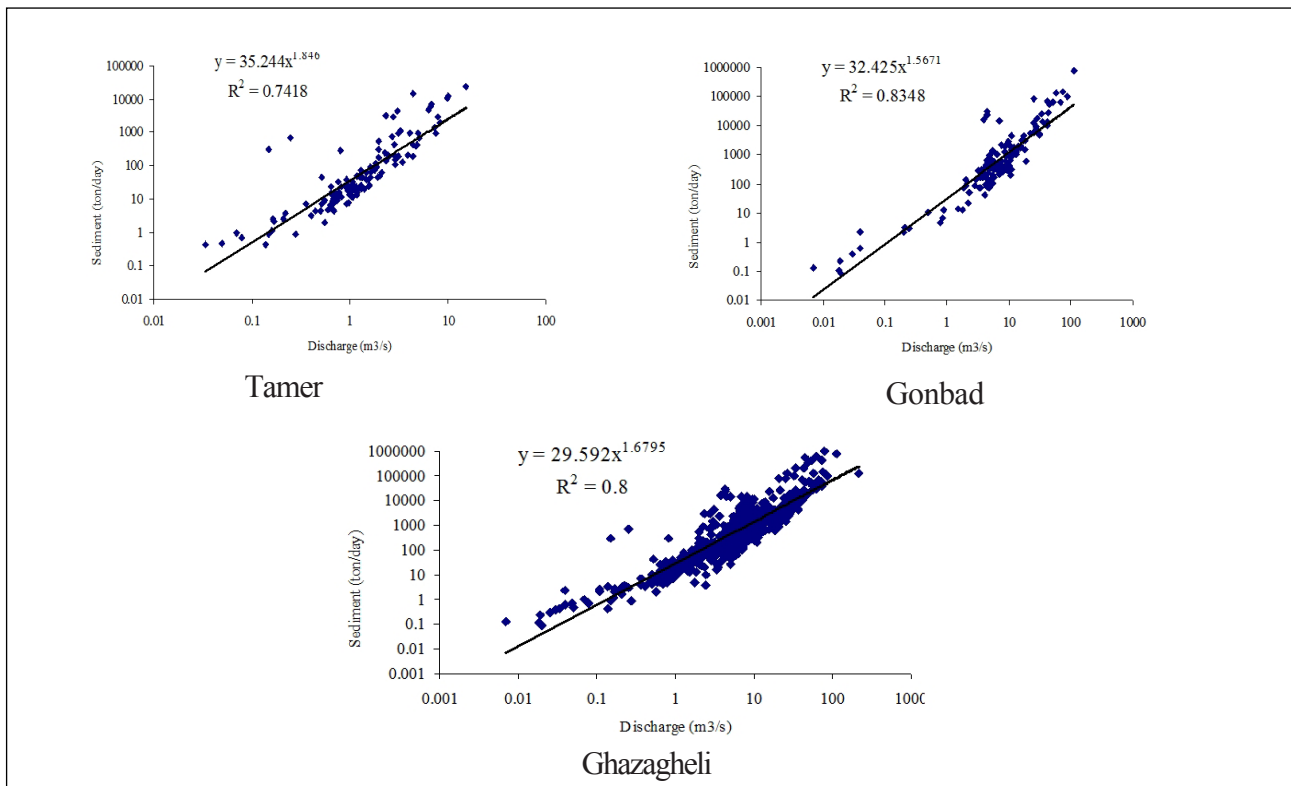 y = 35.244x^1.846
R² = 0.7418
100000
10000
1000
100
10
1
0.1
0.01
Sediment (ton/day)
0.01 0.1 1 10 100
Discharge (m3/s)
Tamer
y = 32.425x^1.5671
R² = 0.8348
1000000
100000
10000
1000
100
10
1
0.1
0.01
Sediment (ton/day)
0.001 0.01 0.1 1 10 100 1000
Discharge (m3/s)
Gonbad
y = 29.592x^1.6795
R² = 0.8
1000000
100000
10000
1000
100
10
1
0.1
0.01
0.001
Sediment (ton/day)
0.001 0.01 0.1 1 10 100 1000
Discharge (m3/s)
Ghazagheli